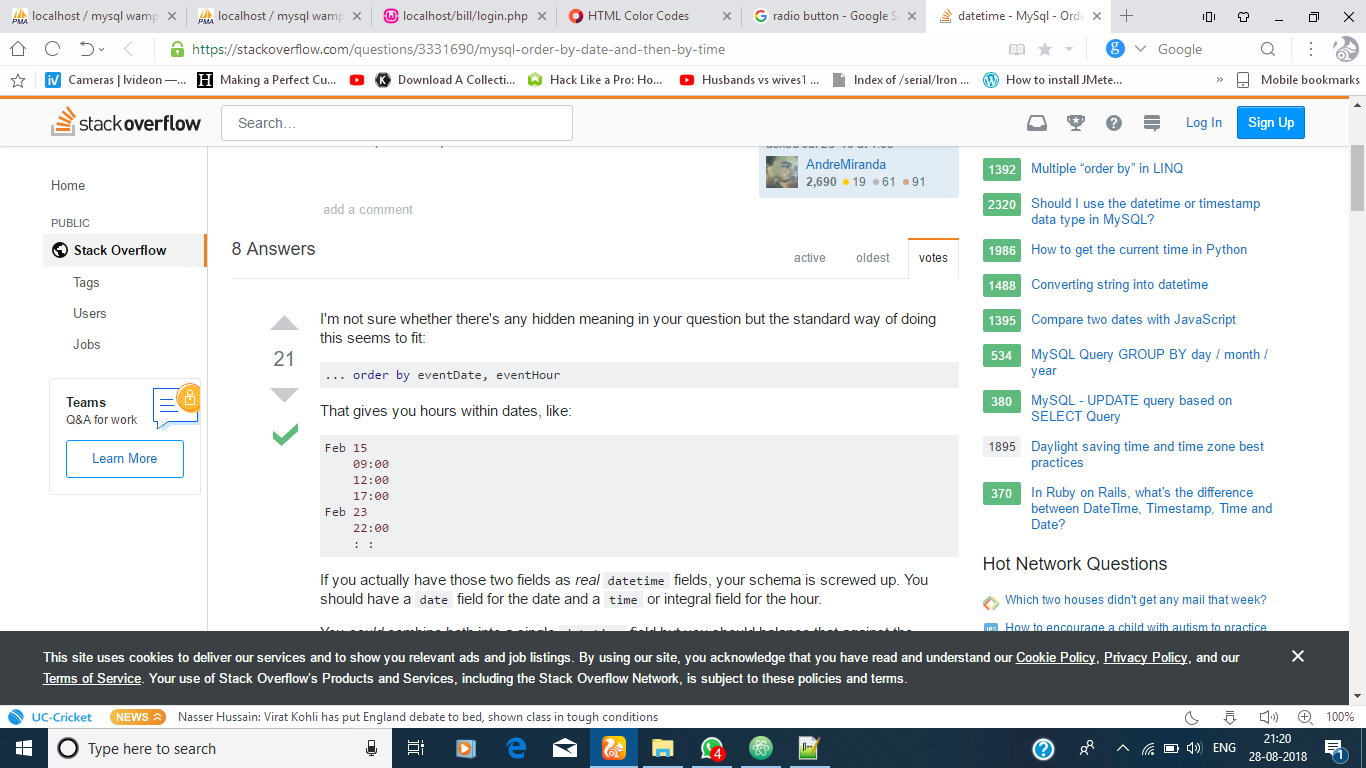 localhost / mysql wamp
localhost / mysql wamp
localhost/bill/login.php
HTML Color Codes
radio button - Google S
datetime - MySql - Orde
https://stackoverflow.com/questions/3331690/mysql-order-by-date-and-then-by-time
Google
Cameras | Ivideon —...
Making a Perfect Cu...
Download A Collecti...
Hack Like a Pro: Ho...
Husbands vs wives1 ...
Index of /serial/Iron ...
How to install JMete...
»
Mobile bookmarks
stackoverflow
Search...
Log In
Sign Up
Home
PUBLIC
Stack Overflow
Tags
Users
Jobs
Teams
Q&A for work
Learn More
AndreMiranda
2,690 19 61 91
add a comment
8 Answers
active
oldest
votes
21
I'm not sure whether there's any hidden meaning in your question but the standard way of doing
this seems to fit:
... order by eventDate, eventHour
That gives you hours within dates, like:
Feb 15
09:00
12:00
17:00
Feb 23
22:00
: :
If you actually have those two fields as real datetime fields, your schema is screwed up. You
should have a date field for the date and a time or integral field for the hour.
1392 Multiple “order by” in LINQ
2320 Should I use the datetime or timestamp
data type in MySQL?
1986 How to get the current time in Python
1488 Converting string into datetime
1395 Compare two dates with JavaScript
534 MySQL Query GROUP BY day / month /
year
380 MySQL - UPDATE query based on
SELECT Query
1895 Daylight saving time and time zone best
practices
370 In Ruby on Rails, what's the difference
between DateTime, Timestamp, Time and
Date?
Hot Network Questions
Which two houses didn't get any mail that week?
How to encourage a child with autism to practice
This site uses cookies to deliver our services and to show you relevant ads and job listings. By using our site, you acknowledge that you have read and understand our Cookie Policy, Privacy Policy, and our
Terms of Service. Your use of Stack Overflow's Products and Services, including the Stack Overflow Network, is subject to these policies and terms.
UC-Cricket
NEWS
Nasser Hussain: Virat Kohli has put England debate to bed, shown class in tough conditions
100%
Type here to search
4
ENG
21:20
28-08-2018
1